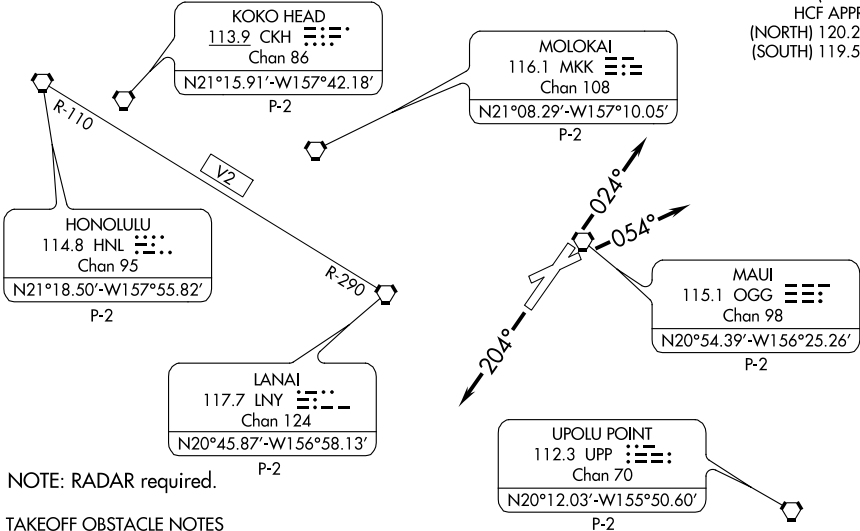 HCF APPR
(NORTH) 120.2
(SOUTH) 119.5
KOKO HEAD
113.9 CKH
Chan 86
N21°15.91'-W157°42.18'
P-2
MOLOKAI
116.1 MKK
Chan 108
N21°08.29'-W157°10.05'
P-2
R-110
V2
R-290
HONOLULU
114.8 HNL
Chan 95
N21°18.50'-W157°55.82'
P-2
024°
054°
204°
MAUI
115.1 OGG
Chan 98
N20°54.39'-W156°25.26'
P-2
LANAI
117.7 LNY
Chan 124
N20°45.87'-W156°58.13'
P-2
UPOLU POINT
112.3 UPP
Chan 70
N20°12.03'-W155°50.60'
P-2
NOTE: RADAR required.
TAKEOFF OBSTACLE NOTES